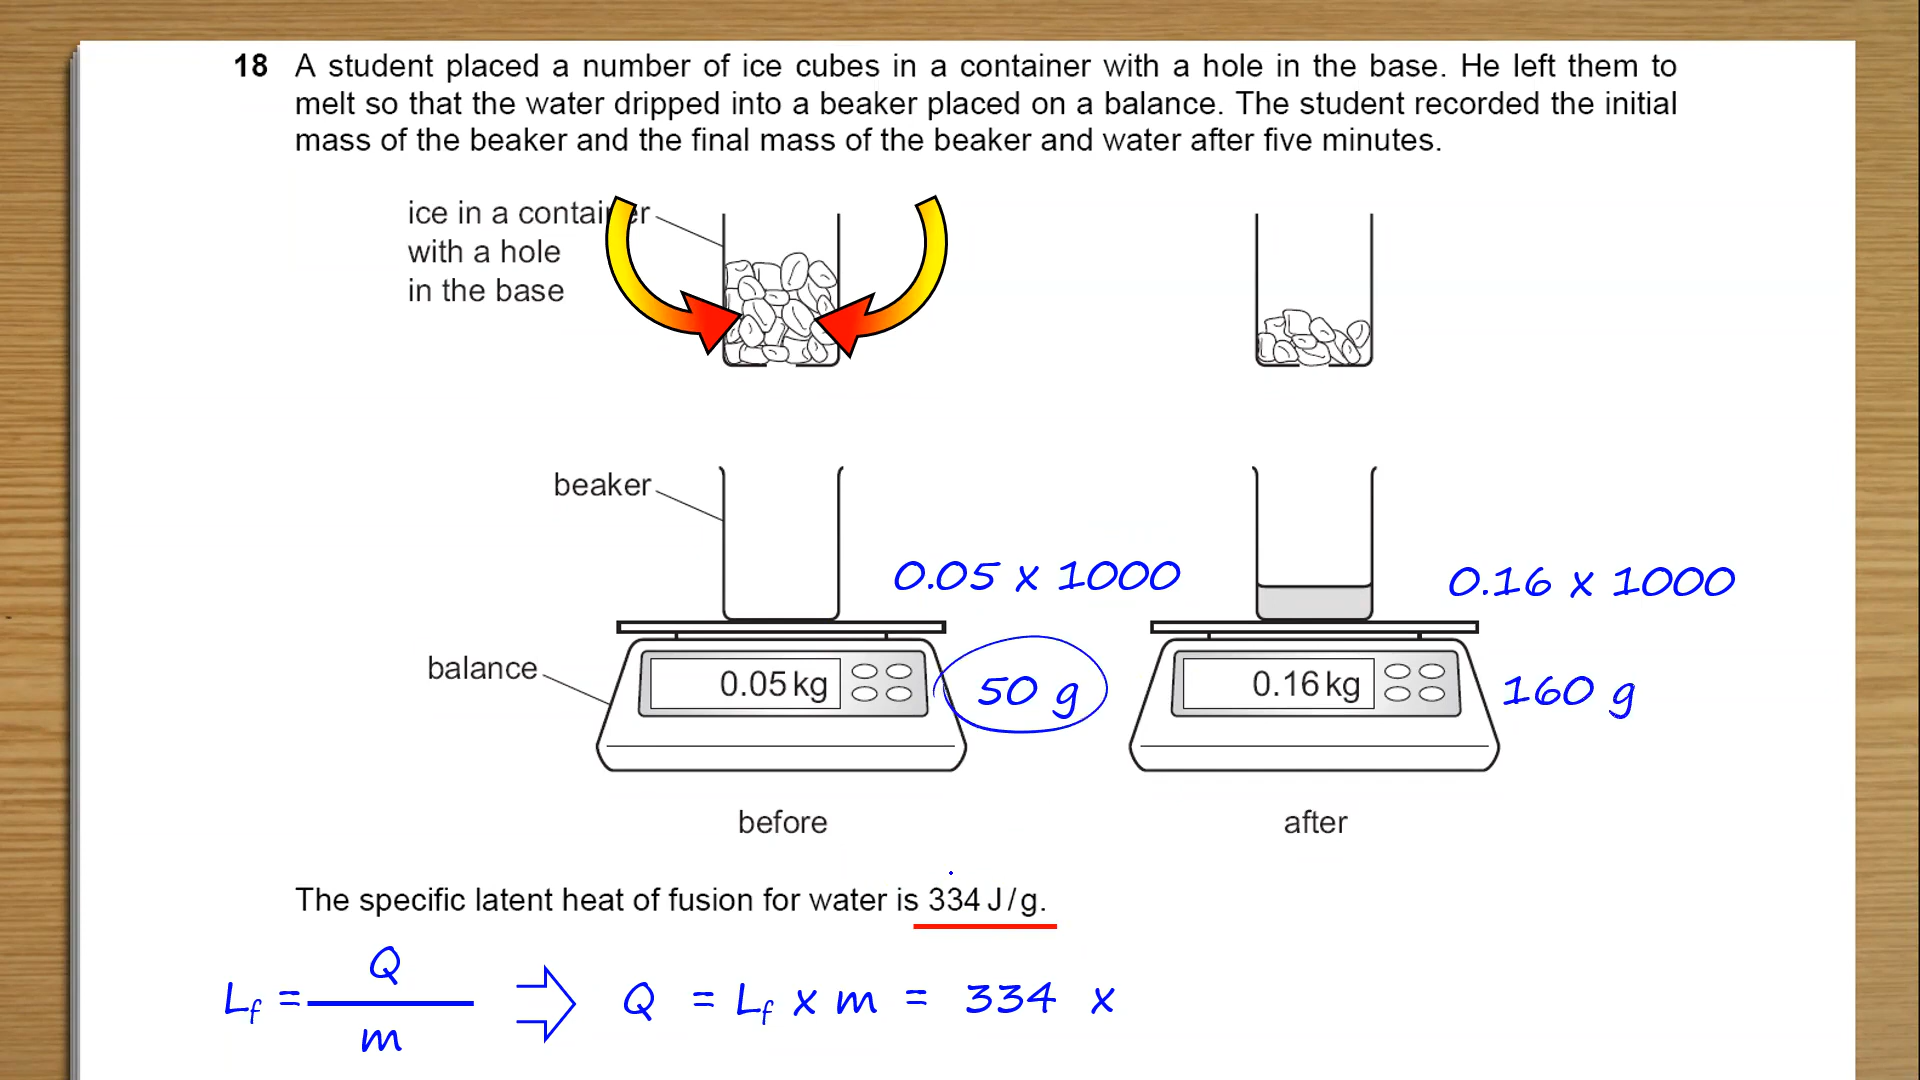 18 A student placed a number of ice cubes in a container with a hole in the base. He left them to
melt so that the water dripped into a beaker placed on a balance. The student recorded the initial
mass of the beaker and the final mass of the beaker and water after five minutes.
ice in a container
with a hole
in the base
beaker
0.05 x 1000
0.16 x 1000
balance
0.05 kg
50 g
0.16 kg
160 g
before
after
The specific latent heat of fusion for water is 334 J/g.
Lf = Q / m ⇒ Q = Lf x m = 334 x